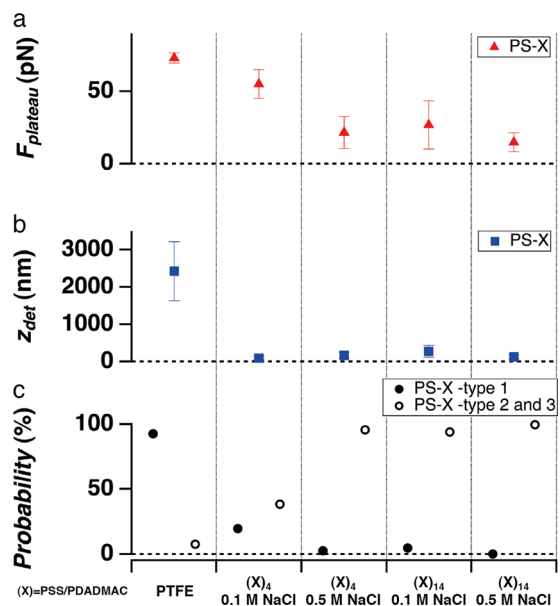 a
F_plateau (pN)
50
0
PS-X
b
z_det (nm)
3000
2000
1000
0
PS-X
c
Probability (%)
100
50
0
PS-X -type 1
PS-X -type 2 and 3
(X)=PSS/PDADMAC
PTFE
(X)₄
0.1 M NaCl
(X)₄
0.5 M NaCl
(X)₁₄
0.1 M NaCl
(X)₁₄
0.5 M NaCl